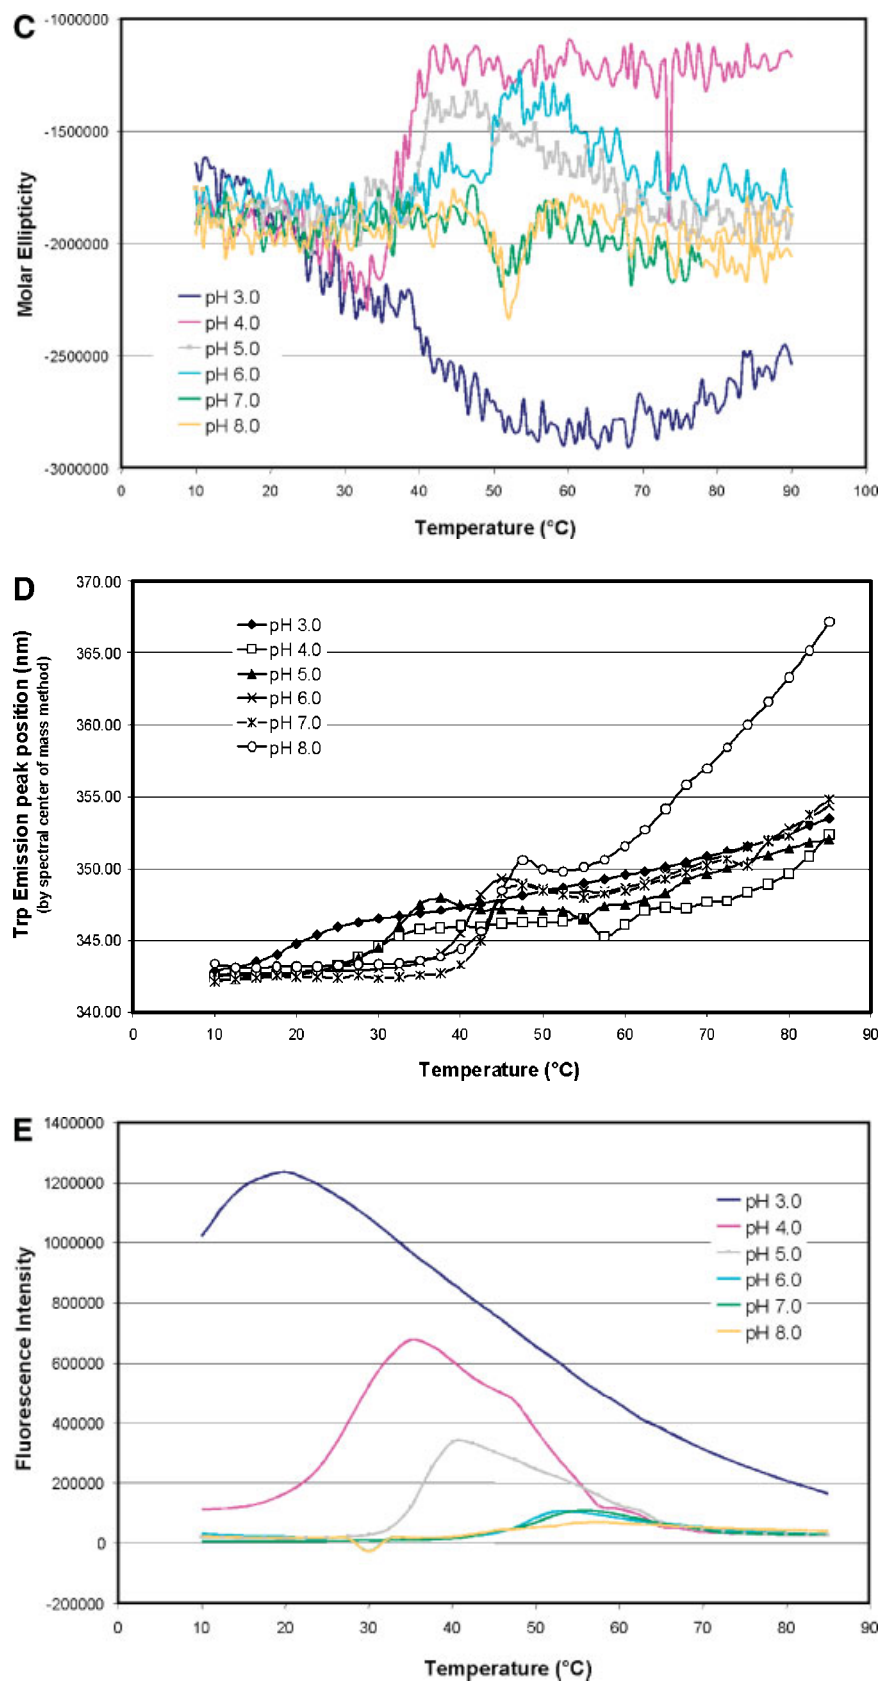 C
-1000000
-1500000
-2000000
-2500000
-3000000
Molar Ellipticity
pH 3.0
pH 4.0
pH 5.0
pH 6.0
pH 7.0
pH 8.0
0 10 20 30 40 50 60 70 80 90 100
Temperature (°C)
D
370.00
365.00
360.00
355.00
350.00
345.00
340.00
Trp Emission peak position (nm)
(by spectral center of mass method)
pH 3.0
pH 4.0
pH 5.0
pH 6.0
pH 7.0
pH 8.0
0 10 20 30 40 50 60 70 80 90
Temperature (°C)
E
1400000
1200000
1000000
800000
600000
400000
200000
0
-200000
Fluorescence Intensity
pH 3.0
pH 4.0
pH 5.0
pH 6.0
pH 7.0
pH 8.0
0 10 20 30 40 50 60 70 80 90
Temperature (°C)